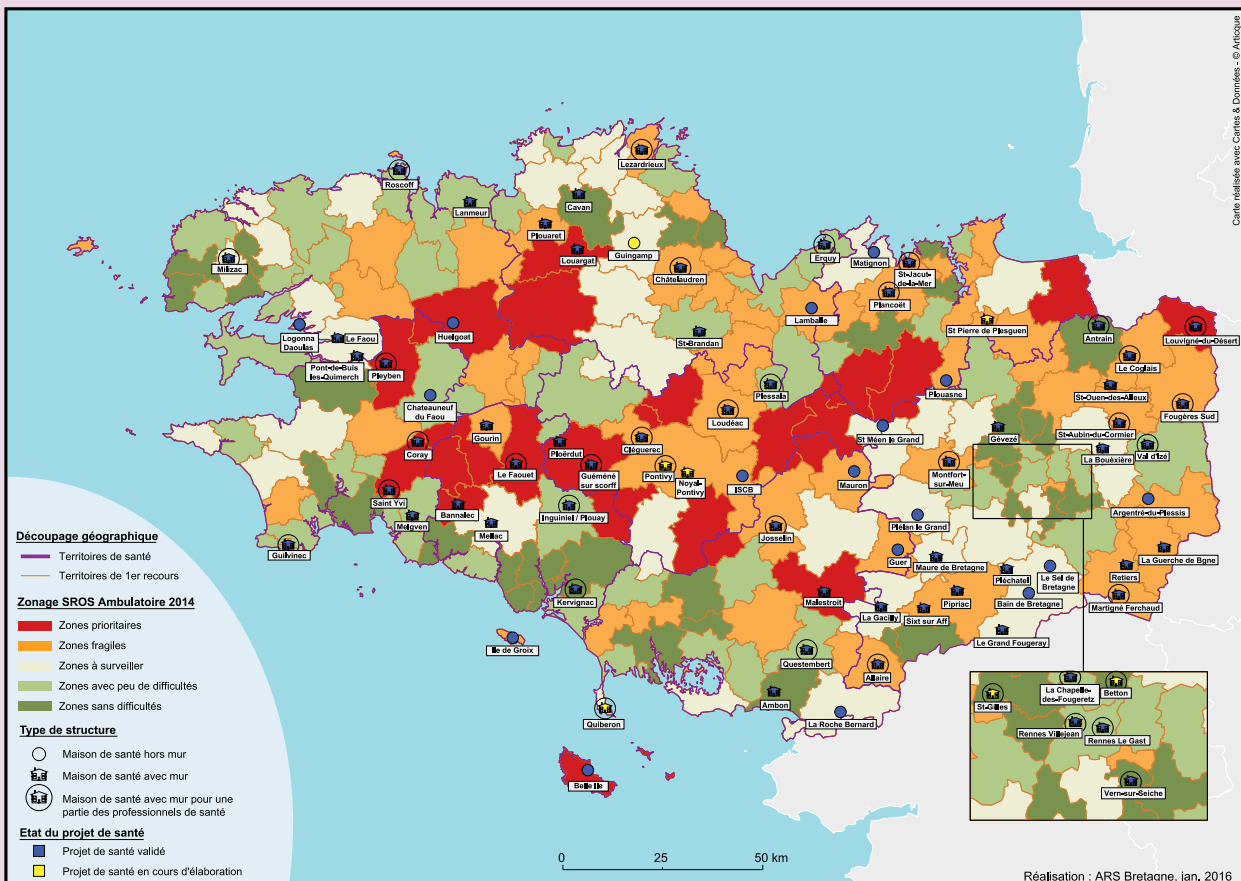 Carte réalisée avec Cartes & Données - © Articque
Lezardrieux
Roscoff
Cavan
Lanmeur
Plouaret
Louargat
Guingamp
Châtelaudren
Milizac
Erquy
Matignon
St-Jacut-
de-la-Mer
Plancoët
Lamballe
St Pierre de Plesguen
Antrain
Louvigné-du-Désert
Logonna
Daoulas
Le Faou
Huelgoat
Pont-de-Buis
les-Quimerch
Pleyben
St-Brandan
Le Coglais
Chateauneuf
du Faou
Plessala
Plouasne
St-Ouen-des-Alleux
Fougères Sud
Loudéac
St Méen le Grand
Gévezé
St-Aubin-du-Cormier
Coray
Gourin
Ploërdut
Cléguerec
La Bouëxière
Val d'Izé
Le Faouet
Guéméné
sur scorff
Pontivy
Noyal-
Pontivy
ISCB
Mauron
Montfort-
sur-Meu
Saint Yvi
Bannalec
Melgven
Mellac
Inguiniel / Plouay
Josselin
Plélan le Grand
Argentré-du-Plessis
Guilvinec
Guer
Maure de Bretagne
Pléchatel
Le Sel de
Bretagne
La Guerche de Bgne
Retiers
Kervignac
Malestroit
La Gacilly
Sixt sur Aff
Pipriac
Bain de Bretagne
Martigné Ferchaud
Ile de Groix
Le Grand Fougeray
Questembert
Allaire
Quiberon
Ambon
La Roche Bernard
Belle Ile
Découpage géographique
Territoires de santé
Territoires de 1er recours
Zonage SROS Ambulatoire 2014
Zones prioritaires
Zones fragiles
Zones à surveiller
Zones avec peu de difficultés
Zones sans difficultés
Type de structure
Maison de santé hors mur
Maison de santé avec mur
Maison de santé avec mur pour une
partie des professionnels de santé
Etat du projet de santé
Projet de santé validé
Projet de santé en cours d'élaboration
St-Gilles
La Chapelle-
des-Fougeretz
Betton
Rennes Villejean
Rennes Le Gast
Vern-sur-Seiche
0 25 50 km
Réalisation : ARS Bretagne, jan. 2016